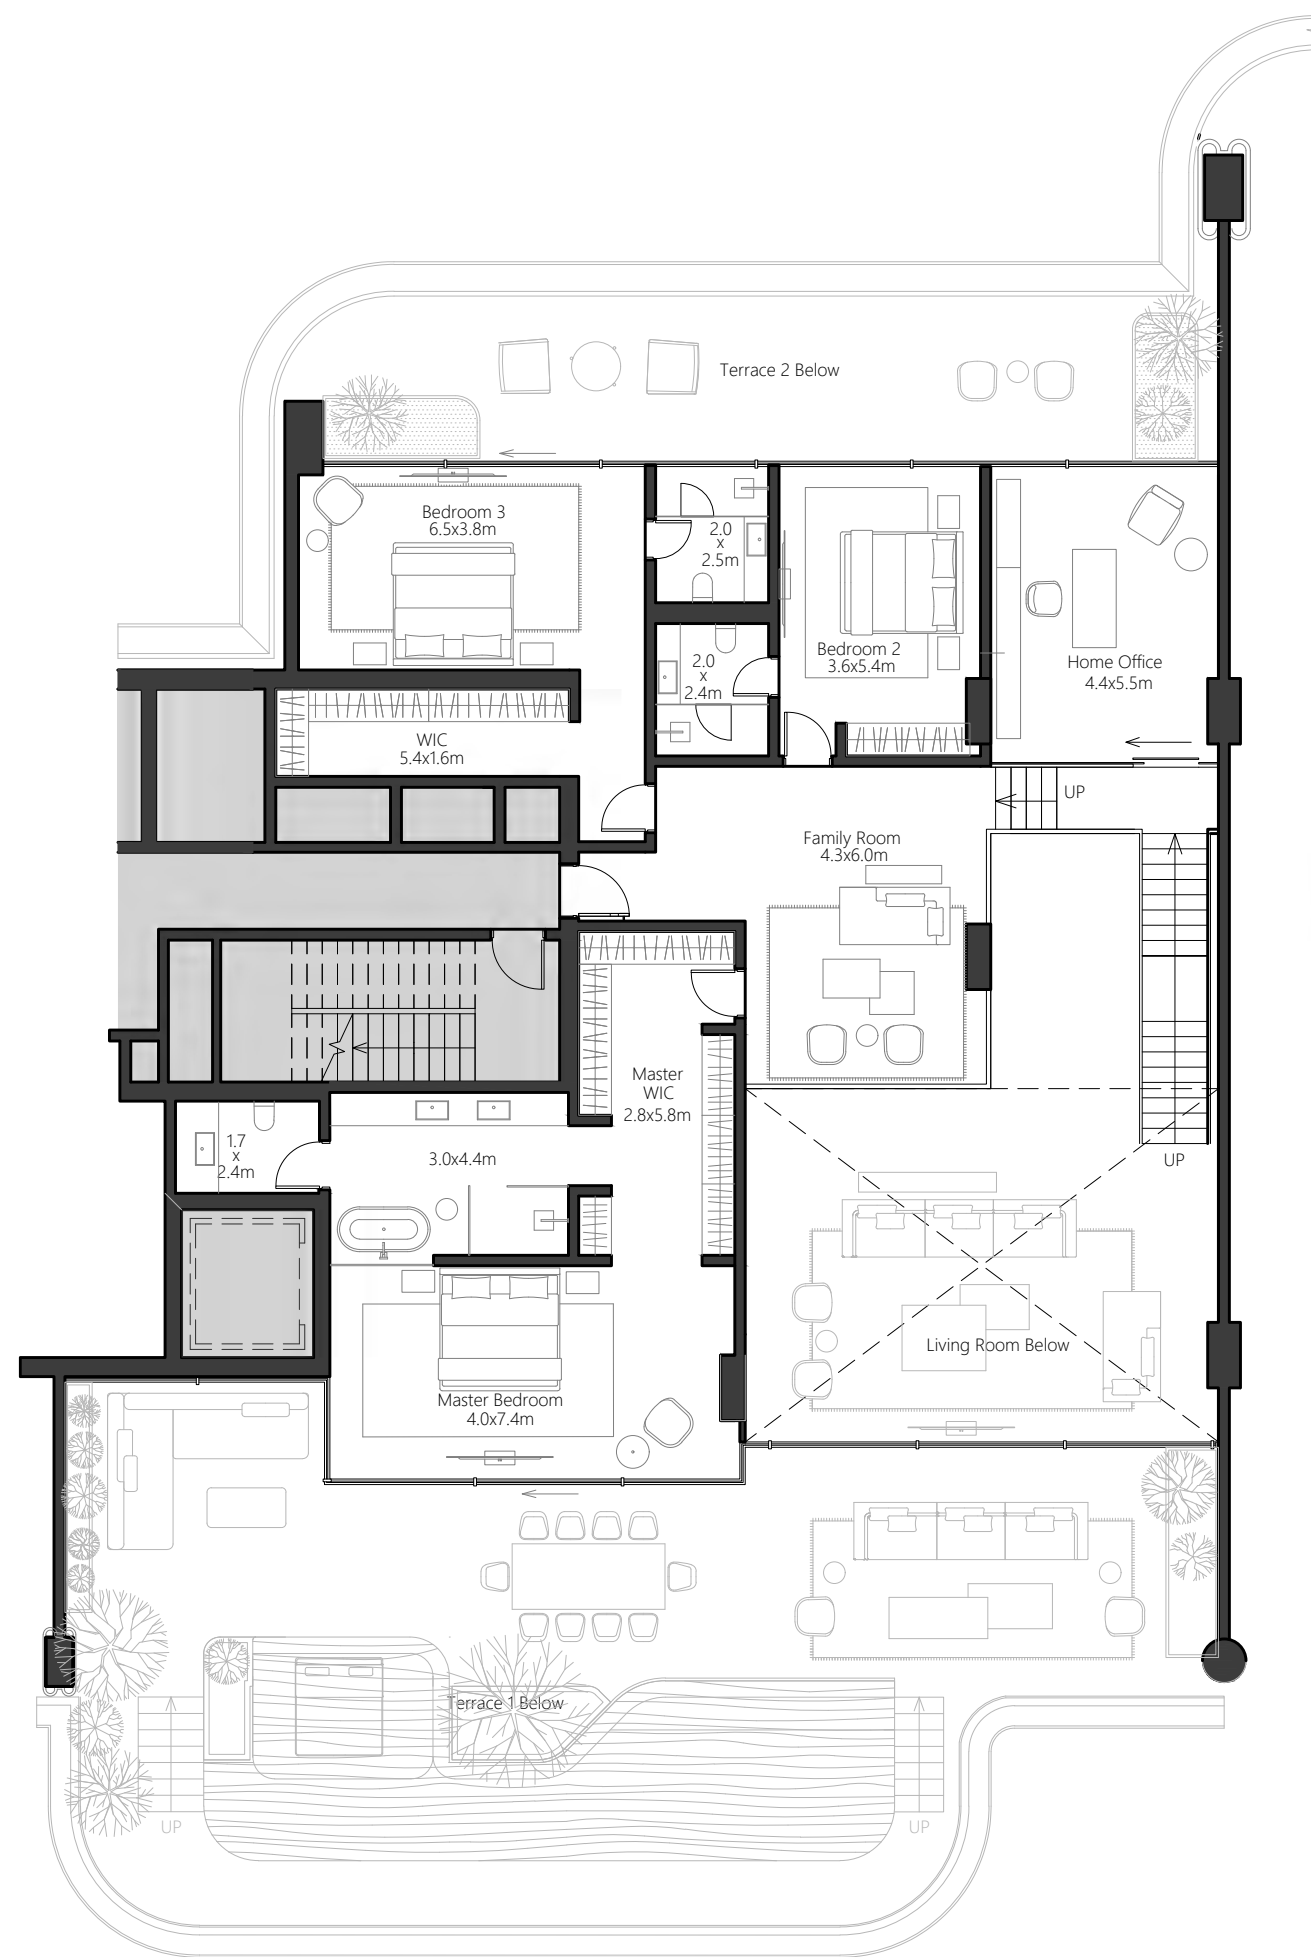 Terrace 2 Below
Bedroom 3
6.5x3.8m
2.0
x
2.5m
Bedroom 2
3.6x5.4m
2.0
x
2.4m
Home Office
4.4x5.5m
WIC
5.4x1.6m
UP
Family Room
4.3x6.0m
Master
WIC
2.8x5.8m
1.7
x
2.4m
3.0x4.4m
UP
Living Room Below
Master Bedroom
4.0x7.4m
Terrace 1 Below
UP
UP